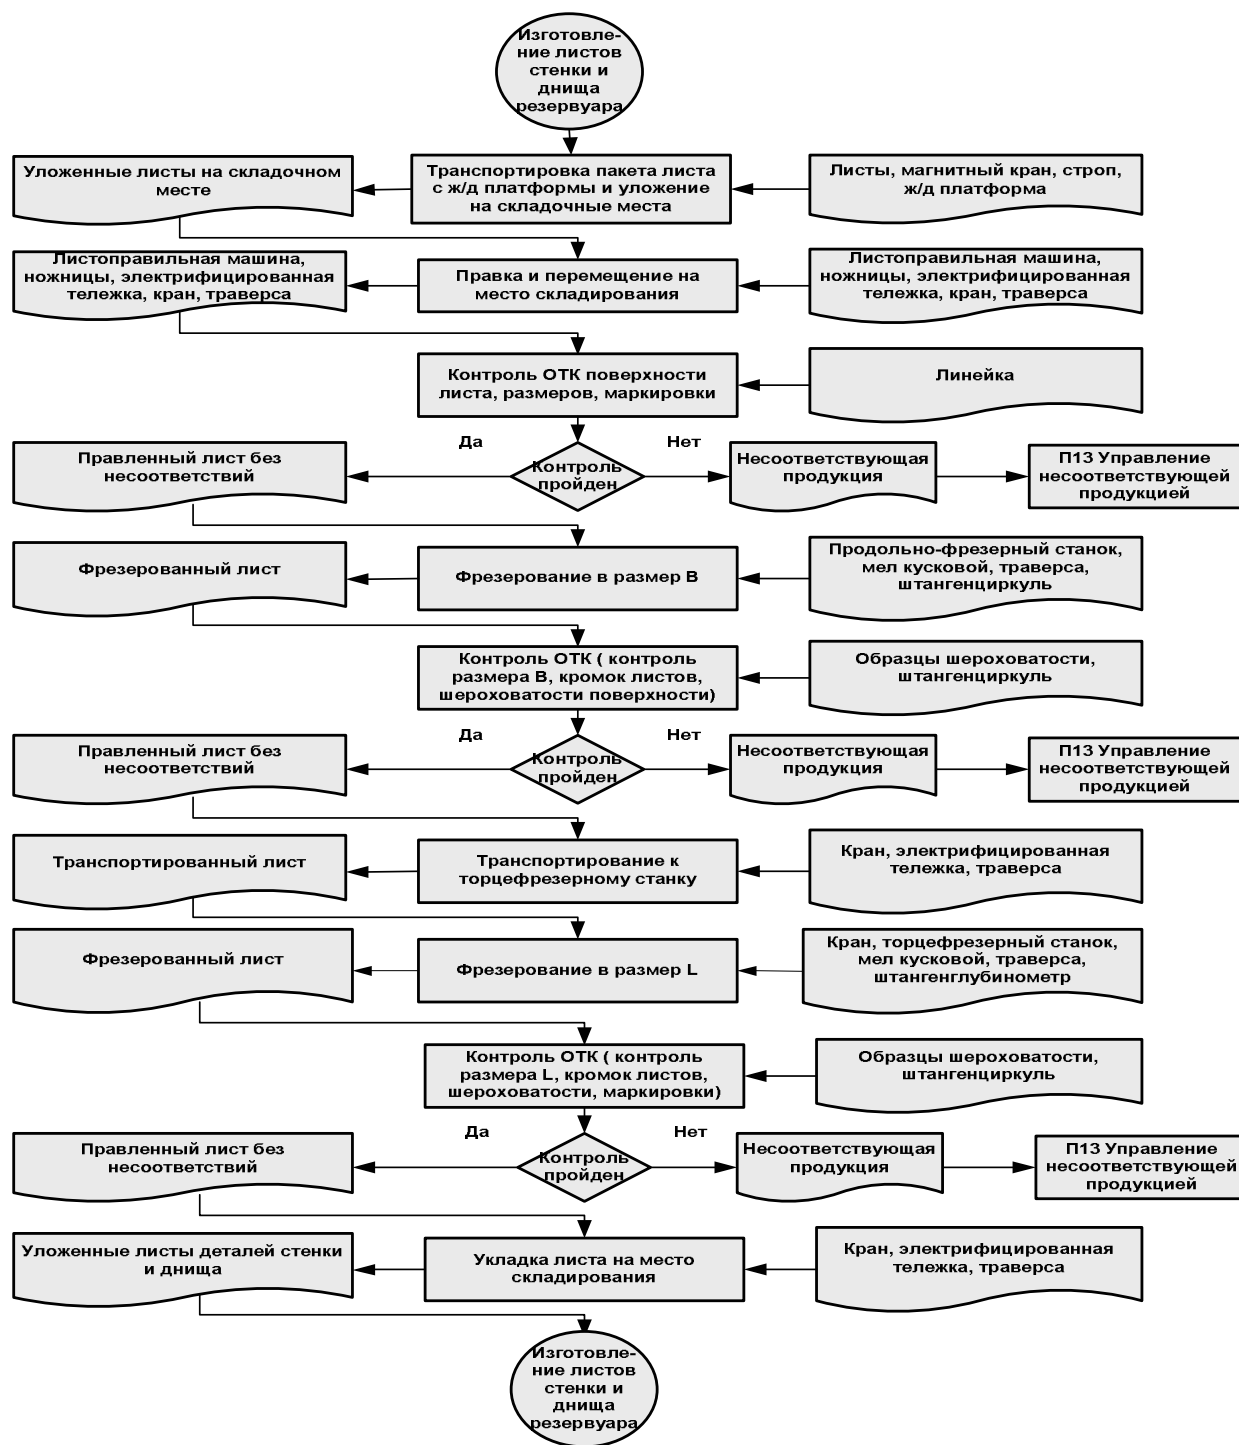 Изготовле-
ние листов
стенки и
днища
резервуара
Уложенные листы на складочном
месте
Транспортировка пакета листа
с ж/д платформы и уложение
на складочные места
Листы, магнитный кран, строп,
ж/д платформа
Листоправильная машина,
ножницы, электрифицированная
тележка, кран, траверса
Правка и перемещение на
место складирования
Листоправильная машина,
ножницы, электрифицированная
тележка, кран, траверса
Контроль ОТК поверхности
листа, размеров, маркировки
Линейка
Да
Нет
Правленный лист без
несоответствий
Контроль
пройден
Несоответствующая
продукция
П13 Управление
несоответствующей
продукцией
Фрезерованный лист
Фрезерование в размер В
Продольно-фрезерный станок,
мел кусковой, траверса,
штангенциркуль
Контроль ОТК ( контроль
размера В, кромок листов,
шероховатости поверхности)
Образцы шероховатости,
штангенциркуль
Да
Нет
Правленный лист без
несоответствий
Контроль
пройден
Несоответствующая
продукция
П13 Управление
несоответствующей
продукцией
Транспортированный лист
Транспортирование к
торцефрезерному станку
Кран, электрифицированная
тележка, траверса
Фрезерованный лист
Фрезерование в размер L
Кран, торцефрезерный станок,
мел кусковой, траверса,
штангенглубинометр
Контроль ОТК ( контроль
размера L, кромок листов,
шероховатости, маркировки)
Образцы шероховатости,
штангенциркуль
Да
Нет
Правленный лист без
несоответствий
Контроль
пройден
Несоответствующая
продукция
П13 Управление
несоответствующей
продукцией
Уложенные листы деталей стенки
и днища
Укладка листа на место
складирования
Кран, электрифицированная
тележка, траверса
Изготовле-
ние листов
стенки и
днища
резервуара